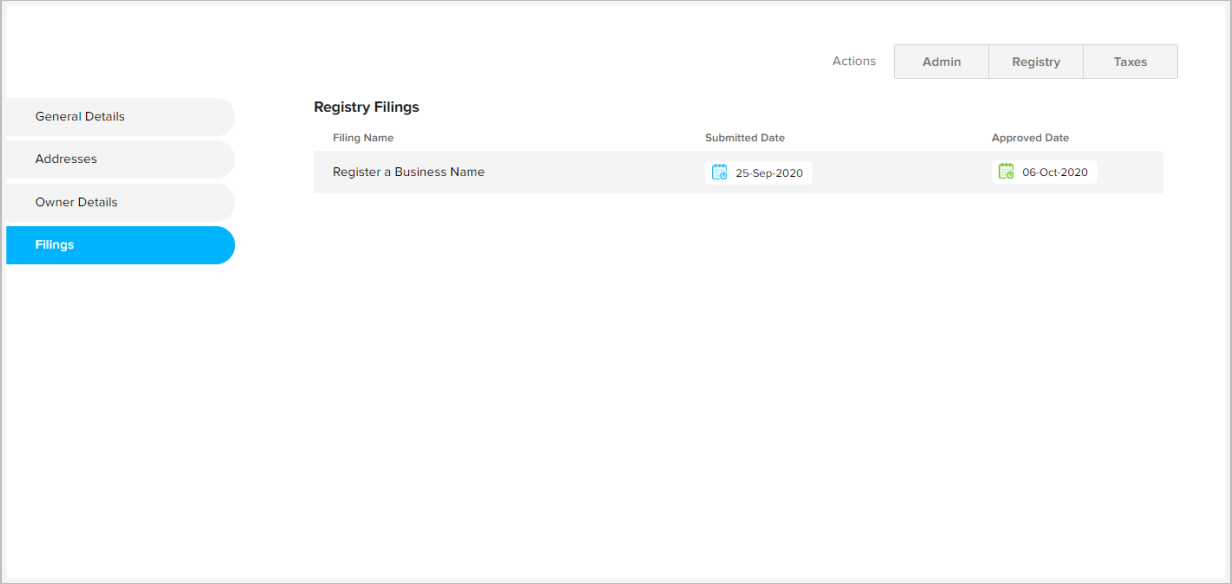 Actions Admin Registry Taxes
General Details
Addresses
Owner Details
Filings
Registry Filings
Filing Name Submitted Date Approved Date
Register a Business Name 25-Sep-2020 06-Oct-2020